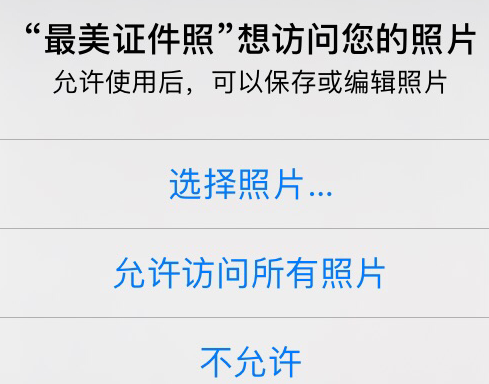 “最美证件照”想访问您的照片
允许使用后，可以保存或编辑照片
选择照片...
允许访问所有照片
不允许